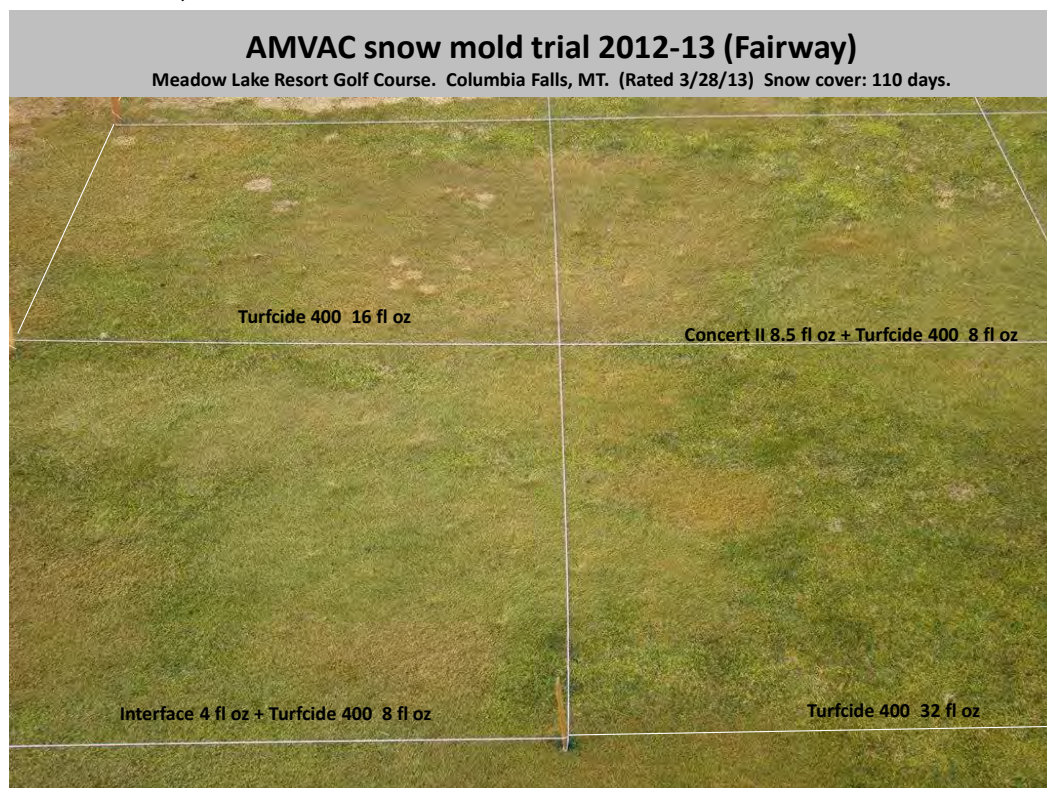 AMVAC snow mold trial 2012-13 (Fairway)
Meadow Lake Resort Golf Course.  Columbia Falls, MT.  (Rated 3/28/13)  Snow cover: 110 days.
Turfcide 400  16 fl oz
Concert II 8.5 fl oz + Turfcide 400  8 fl oz
Interface 4 fl oz + Turfcide 400  8 fl oz
Turfcide 400  32 fl oz